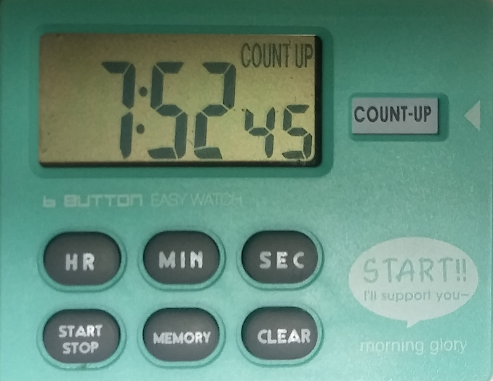 COUNT UP
7:52 45
COUNT-UP
6 BUTTON EASY WATCH
HR MIN SEC
START!!
I'll support you~
START STOP
MEMORY
CLEAR
morning glory